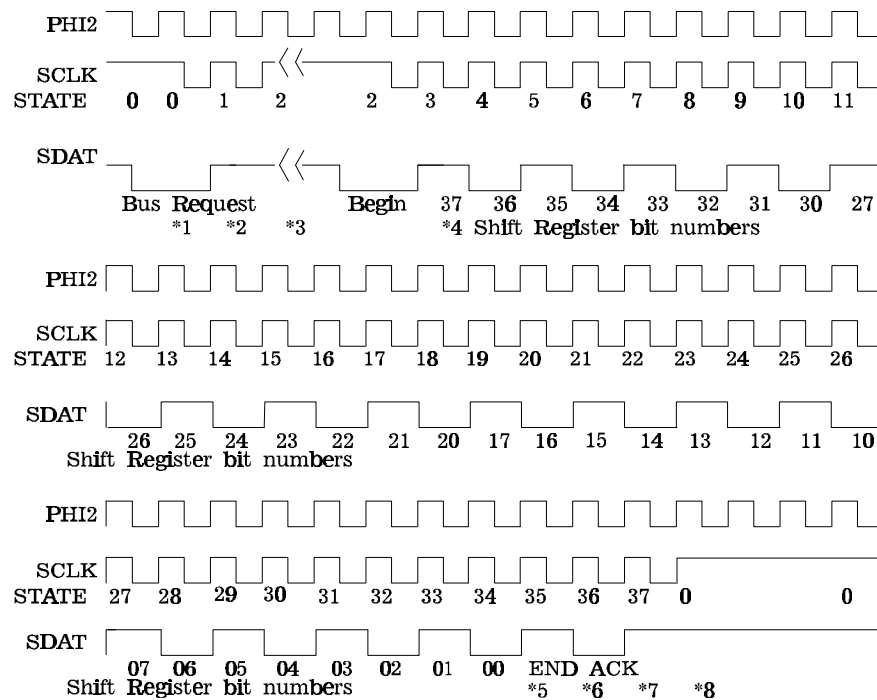 PHI2
SCLK
STATE 0 0 1 2 2 3 4 5 6 7 8 9 10 11
SDAT
Bus Request Begin 37 36 35 34 33 32 31 30 27
*1 *2 *3 *4 Shift Register bit numbers
PHI2
SCLK
STATE 12 13 14 15 16 17 18 19 20 21 22 23 24 25 26
SDAT
26 25 24 23 22 21 20 17 16 15 14 13 12 11 10
Shift Register bit numbers
PHI2
SCLK
STATE 27 28 29 30 31 32 33 34 35 36 37 0 0
SDAT
07 06 05 04 03 02 01 00 END ACK
Shift Register bit numbers *5 *6 *7 *8